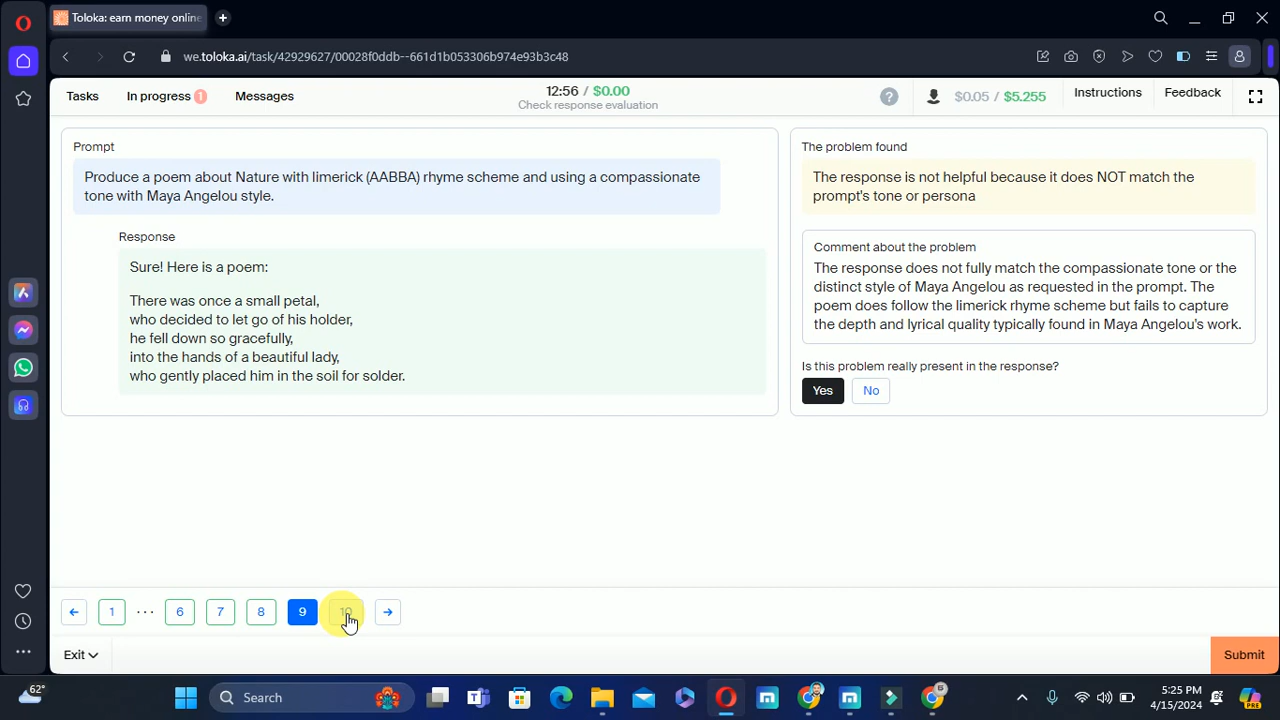 Toloka: earn money online
we.toloka.ai/task/42929627/00028f0ddb--661d1b053306b974e93b3c48
Tasks
In progress 1
Messages
12:56 / $0.00
Check response evaluation
$0.05 / $5.255
Instructions
Feedback
Prompt
Produce a poem about Nature with limerick (AABBA) rhyme scheme and using a compassionate
tone with Maya Angelou style.
Response
Sure! Here is a poem:
There was once a small petal,
who decided to let go of his holder,
he fell down so gracefully,
into the hands of a beautiful lady,
who gently placed him in the soil for solder.
The problem found
The response is not helpful because it does NOT match the
prompt's tone or persona
Comment about the problem
The response does not fully match the compassionate tone or the
distinct style of Maya Angelou as requested in the prompt. The
poem does follow the limerick rhyme scheme but fails to capture
the depth and lyrical quality typically found in Maya Angelou's work.
Is this problem really present in the response?
Yes
No
1 ... 6 7 8 9 10
Exit
Submit
62°
Search
5:25 PM
4/15/2024